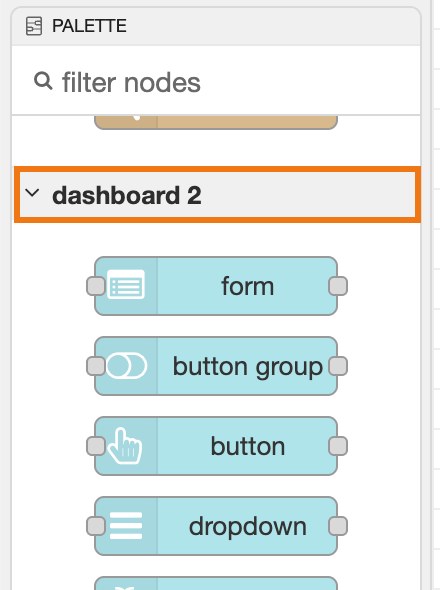 PALETTE
filter nodes
dashboard 2
form
button group
button
dropdown